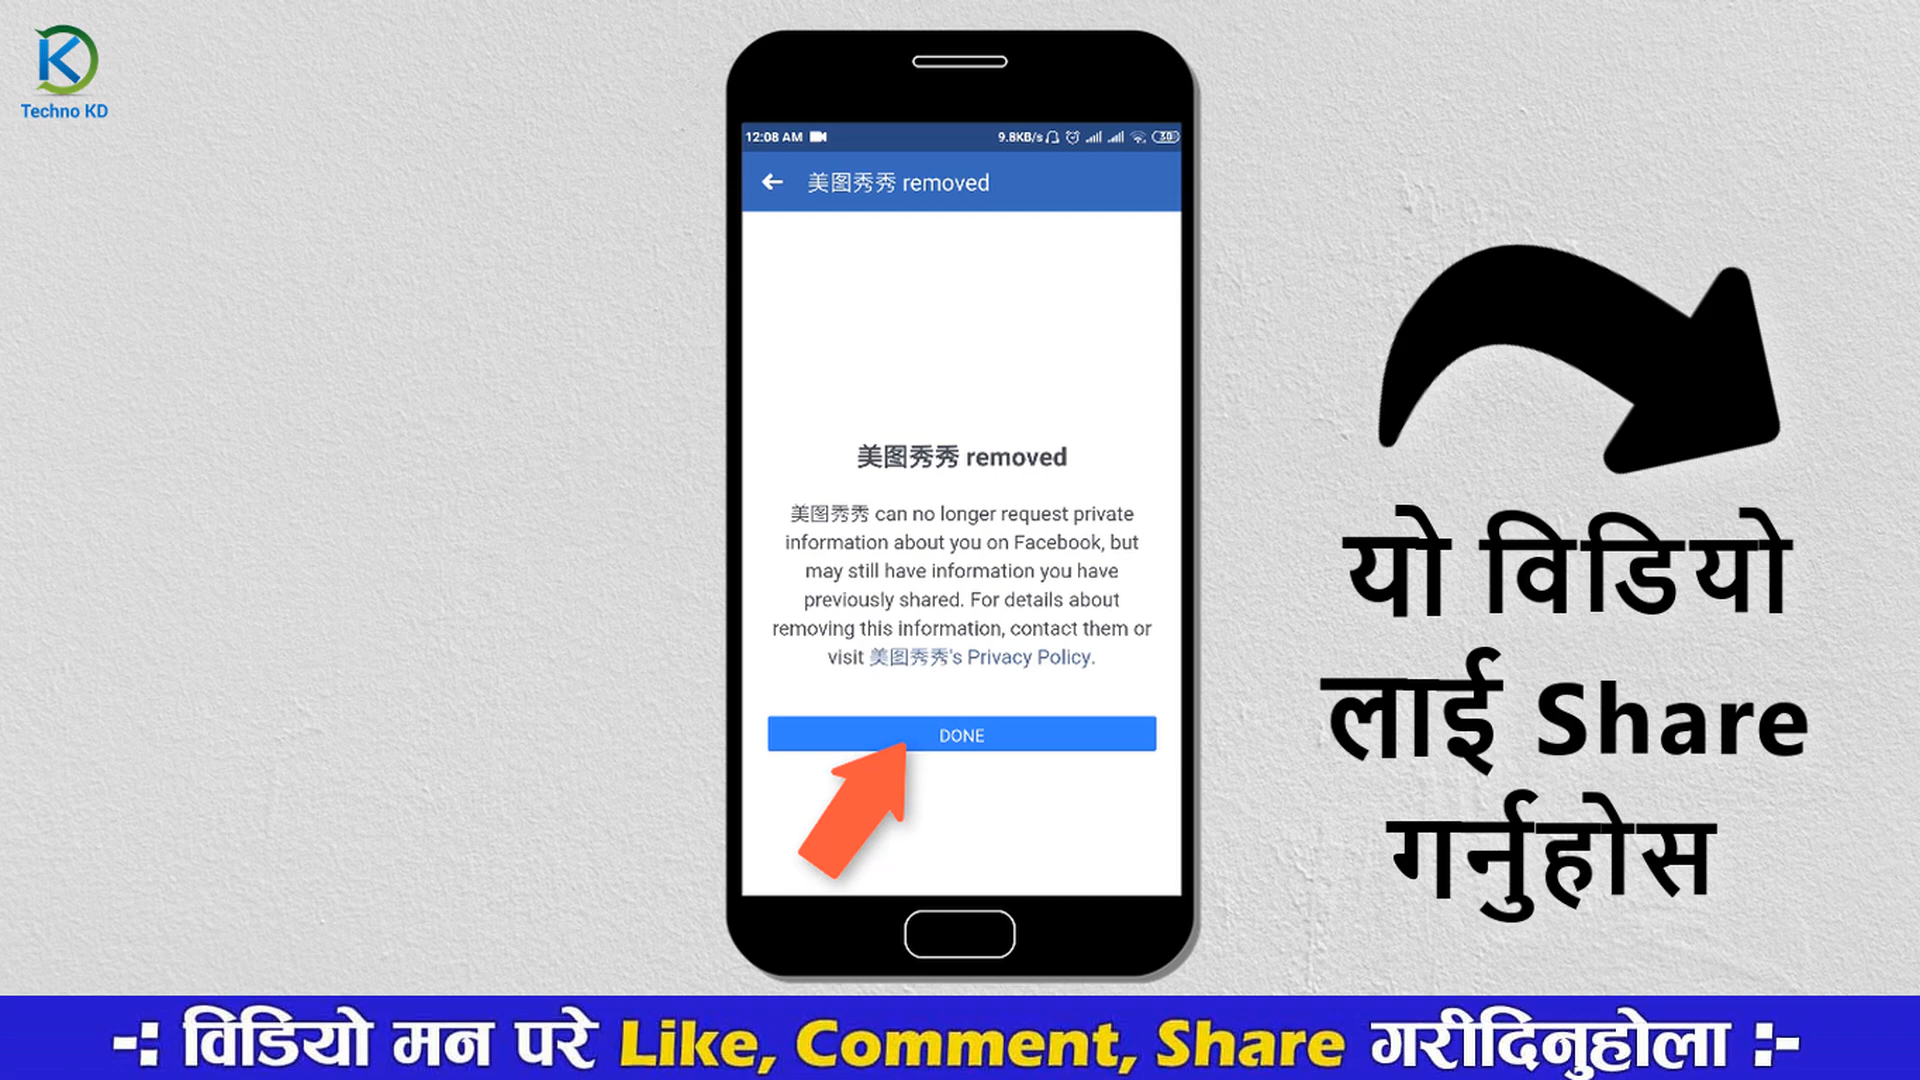 Techno KD
12:08 AM
9.8KB/s
30
美图秀秀 removed
美图秀秀 removed
美图秀秀 can no longer request private
information about you on Facebook, but
may still have information you have
previously shared. For details about
removing this information, contact them or
visit 美图秀秀's Privacy Policy.
DONE
यो विडियो
लाई Share
गर्नुहोस
-: विडियो मन परे Like, Comment, Share गरीदिनुहोला :-